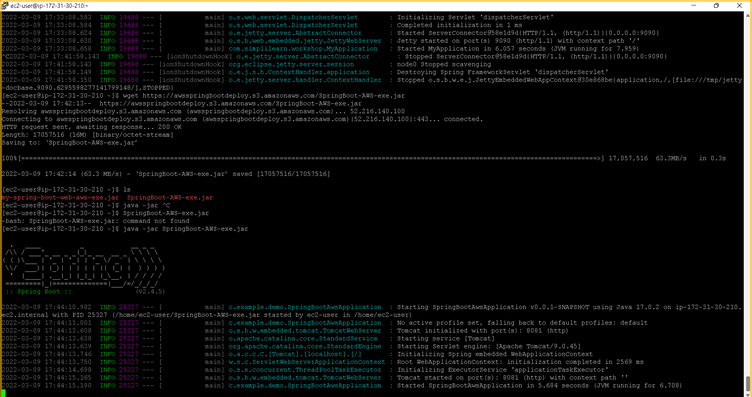 ec2-user@ip-172-31-30-210:~
2022-03-09 17:33:08.383  INFO 19688 --- [           main] o.s.web.servlet.DispatcherServlet        : Initializing Servlet 'dispatcherServlet'
2022-03-09 17:33:08.584  INFO 19688 --- [           main] o.s.web.servlet.DispatcherServlet        : Completed initialization in 1 ms
2022-03-09 17:33:08.624  INFO 19688 --- [           main] o.e.jetty.server.AbstractConnector       : Started ServerConnector@58e1d9d{HTTP/1.1, (http/1.1)}{0.0.0.0:9090}
2022-03-09 17:33:08.630  INFO 19688 --- [           main] o.s.b.web.embedded.jetty.JettyWebServer  : Jetty started on port(s) 9090 (http/1.1) with context path '/'
2022-03-09 17:33:08.658  INFO 19688 --- [           main] com.simplilearn.workshop.MyApplication   : Started MyApplication in 6.057 seconds (JVM running for 7.959)
^C2022-03-09 17:41:58.143  INFO 19688 --- [ionShutdownHook] o.e.jetty.server.AbstractConnector       : Stopped ServerConnector@58e1d9d{HTTP/1.1, (http/1.1)}{0.0.0.0:9090}
2022-03-09 17:41:58.143  INFO 19688 --- [ionShutdownHook] org.eclipse.jetty.server.session         : node0 Stopped scavenging
2022-03-09 17:41:58.149  INFO 19688 --- [ionShutdownHook] o.e.j.s.h.ContextHandler.application     : Destroying Spring FrameworkServlet 'dispatcherServlet'
2022-03-09 17:41:58.150  INFO 19688 --- [ionShutdownHook] o.e.jetty.server.handler.ContextHandler  : Stopped o.s.b.w.e.j.JettyEmbeddedWebAppContext@30e868be{application,/,[file:///tmp/jetty
-docbase.9090.6295598277141799148/],STOPPED}
[ec2-user@ip-172-31-30-210 ~]$ wget https://awsspringbootdeploy.s3.amazonaws.com/SpringBoot-AWS-exe.jar
--2022-03-09 17:42:13--  https://awsspringbootdeploy.s3.amazonaws.com/SpringBoot-AWS-exe.jar
Resolving awsspringbootdeploy.s3.amazonaws.com (awsspringbootdeploy.s3.amazonaws.com)... 52.216.140.100
Connecting to awsspringbootdeploy.s3.amazonaws.com (awsspringbootdeploy.s3.amazonaws.com)|52.216.140.100|:443... connected.
HTTP request sent, awaiting response... 200 OK
Length: 17057516 (16M) [binary/octet-stream]
Saving to: ‘SpringBoot-AWS-exe.jar’
100%[======================================================================>] 17,057,516  63.3MB/s   in 0.3s
2022-03-09 17:42:14 (63.3 MB/s) - ‘SpringBoot-AWS-exe.jar’ saved [17057516/17057516]
[ec2-user@ip-172-31-30-210 ~]$ ls
my-spring-boot-web-aws-exe.jar  SpringBoot-AWS-exe.jar
[ec2-user@ip-172-31-30-210 ~]$ java -jar ^C
[ec2-user@ip-172-31-30-210 ~]$ SpringBoot-AWS-exe.jar
-bash: SpringBoot-AWS-exe.jar: command not found
[ec2-user@ip-172-31-30-210 ~]$ java -jar SpringBoot-AWS-exe.jar
:: Spring Boot ::                (v2.4.5)
2022-03-09 17:44:10.992  INFO 25327 --- [           main] c.example.demo.SpringBootAwsApplication  : Starting SpringBootAwsApplication v0.0.1-SNAPSHOT using Java 17.0.2 on ip-172-31-30-210.
ec2.internal with PID 25327 (/home/ec2-user/SpringBoot-AWS-exe.jar started by ec2-user in /home/ec2-user)
2022-03-09 17:44:11.001  INFO 25327 --- [           main] c.example.demo.SpringBootAwsApplication  : No active profile set, falling back to default profiles: default
2022-03-09 17:44:13.608  INFO 25327 --- [           main] o.s.b.w.embedded.tomcat.TomcatWebServer  : Tomcat initialized with port(s): 8081 (http)
2022-03-09 17:44:13.638  INFO 25327 --- [           main] o.apache.catalina.core.StandardService   : Starting service [Tomcat]
2022-03-09 17:44:13.639  INFO 25327 --- [           main] org.apache.catalina.core.StandardEngine  : Starting Servlet engine: [Apache Tomcat/9.0.45]
2022-03-09 17:44:13.746  INFO 25327 --- [           main] o.a.c.c.C.[Tomcat].[localhost].[/]       : Initializing Spring embedded WebApplicationContext
2022-03-09 17:44:13.750  INFO 25327 --- [           main] w.s.c.ServletWebServerApplicationContext : Root WebApplicationContext: initialization completed in 2569 ms
2022-03-09 17:44:14.698  INFO 25327 --- [           main] o.s.s.concurrent.ThreadPoolTaskExecutor  : Initializing ExecutorService 'applicationTaskExecutor'
2022-03-09 17:44:15.165  INFO 25327 --- [           main] o.s.b.w.embedded.tomcat.TomcatWebServer  : Tomcat started on port(s): 8081 (http) with context path ''
2022-03-09 17:44:15.190  INFO 25327 --- [           main] c.example.demo.SpringBootAwsApplication  : Started SpringBootAwsApplication in 5.684 seconds (JVM running for 6.708)